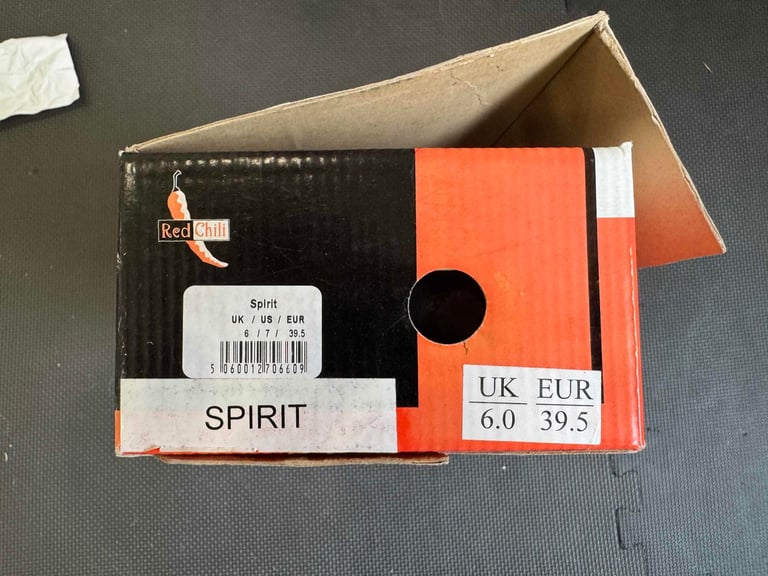 Red Chili
Spirit
UK / US / EUR
6 / 7 / 39.5
5 060012 706609
SPIRIT
UK EUR
6.0 39.5